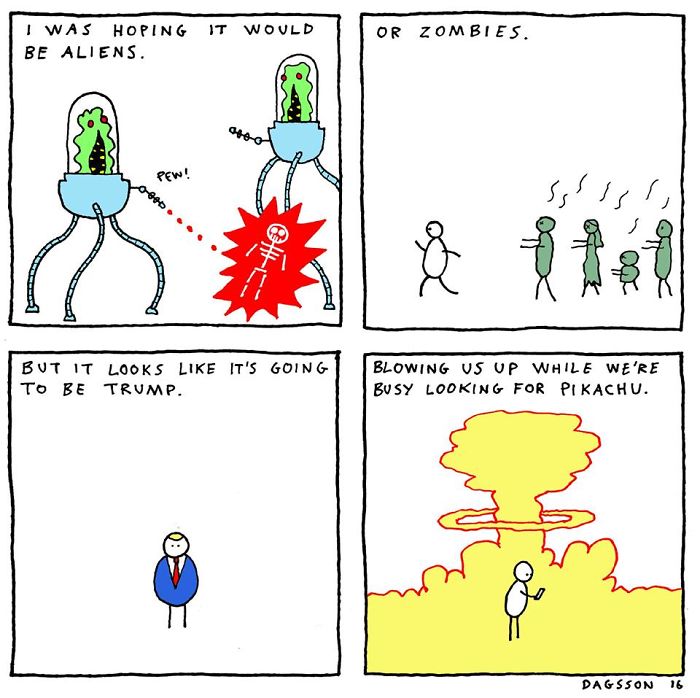 I WAS HOPING IT WOULD
BE ALIENS.
PEW!
OR ZOMBIES.
BUT IT LOOKS LIKE IT'S GOING
TO BE TRUMP.
BLOWING US UP WHILE WE'RE
BUSY LOOKING FOR PIKACHU.
DAGSSON 16